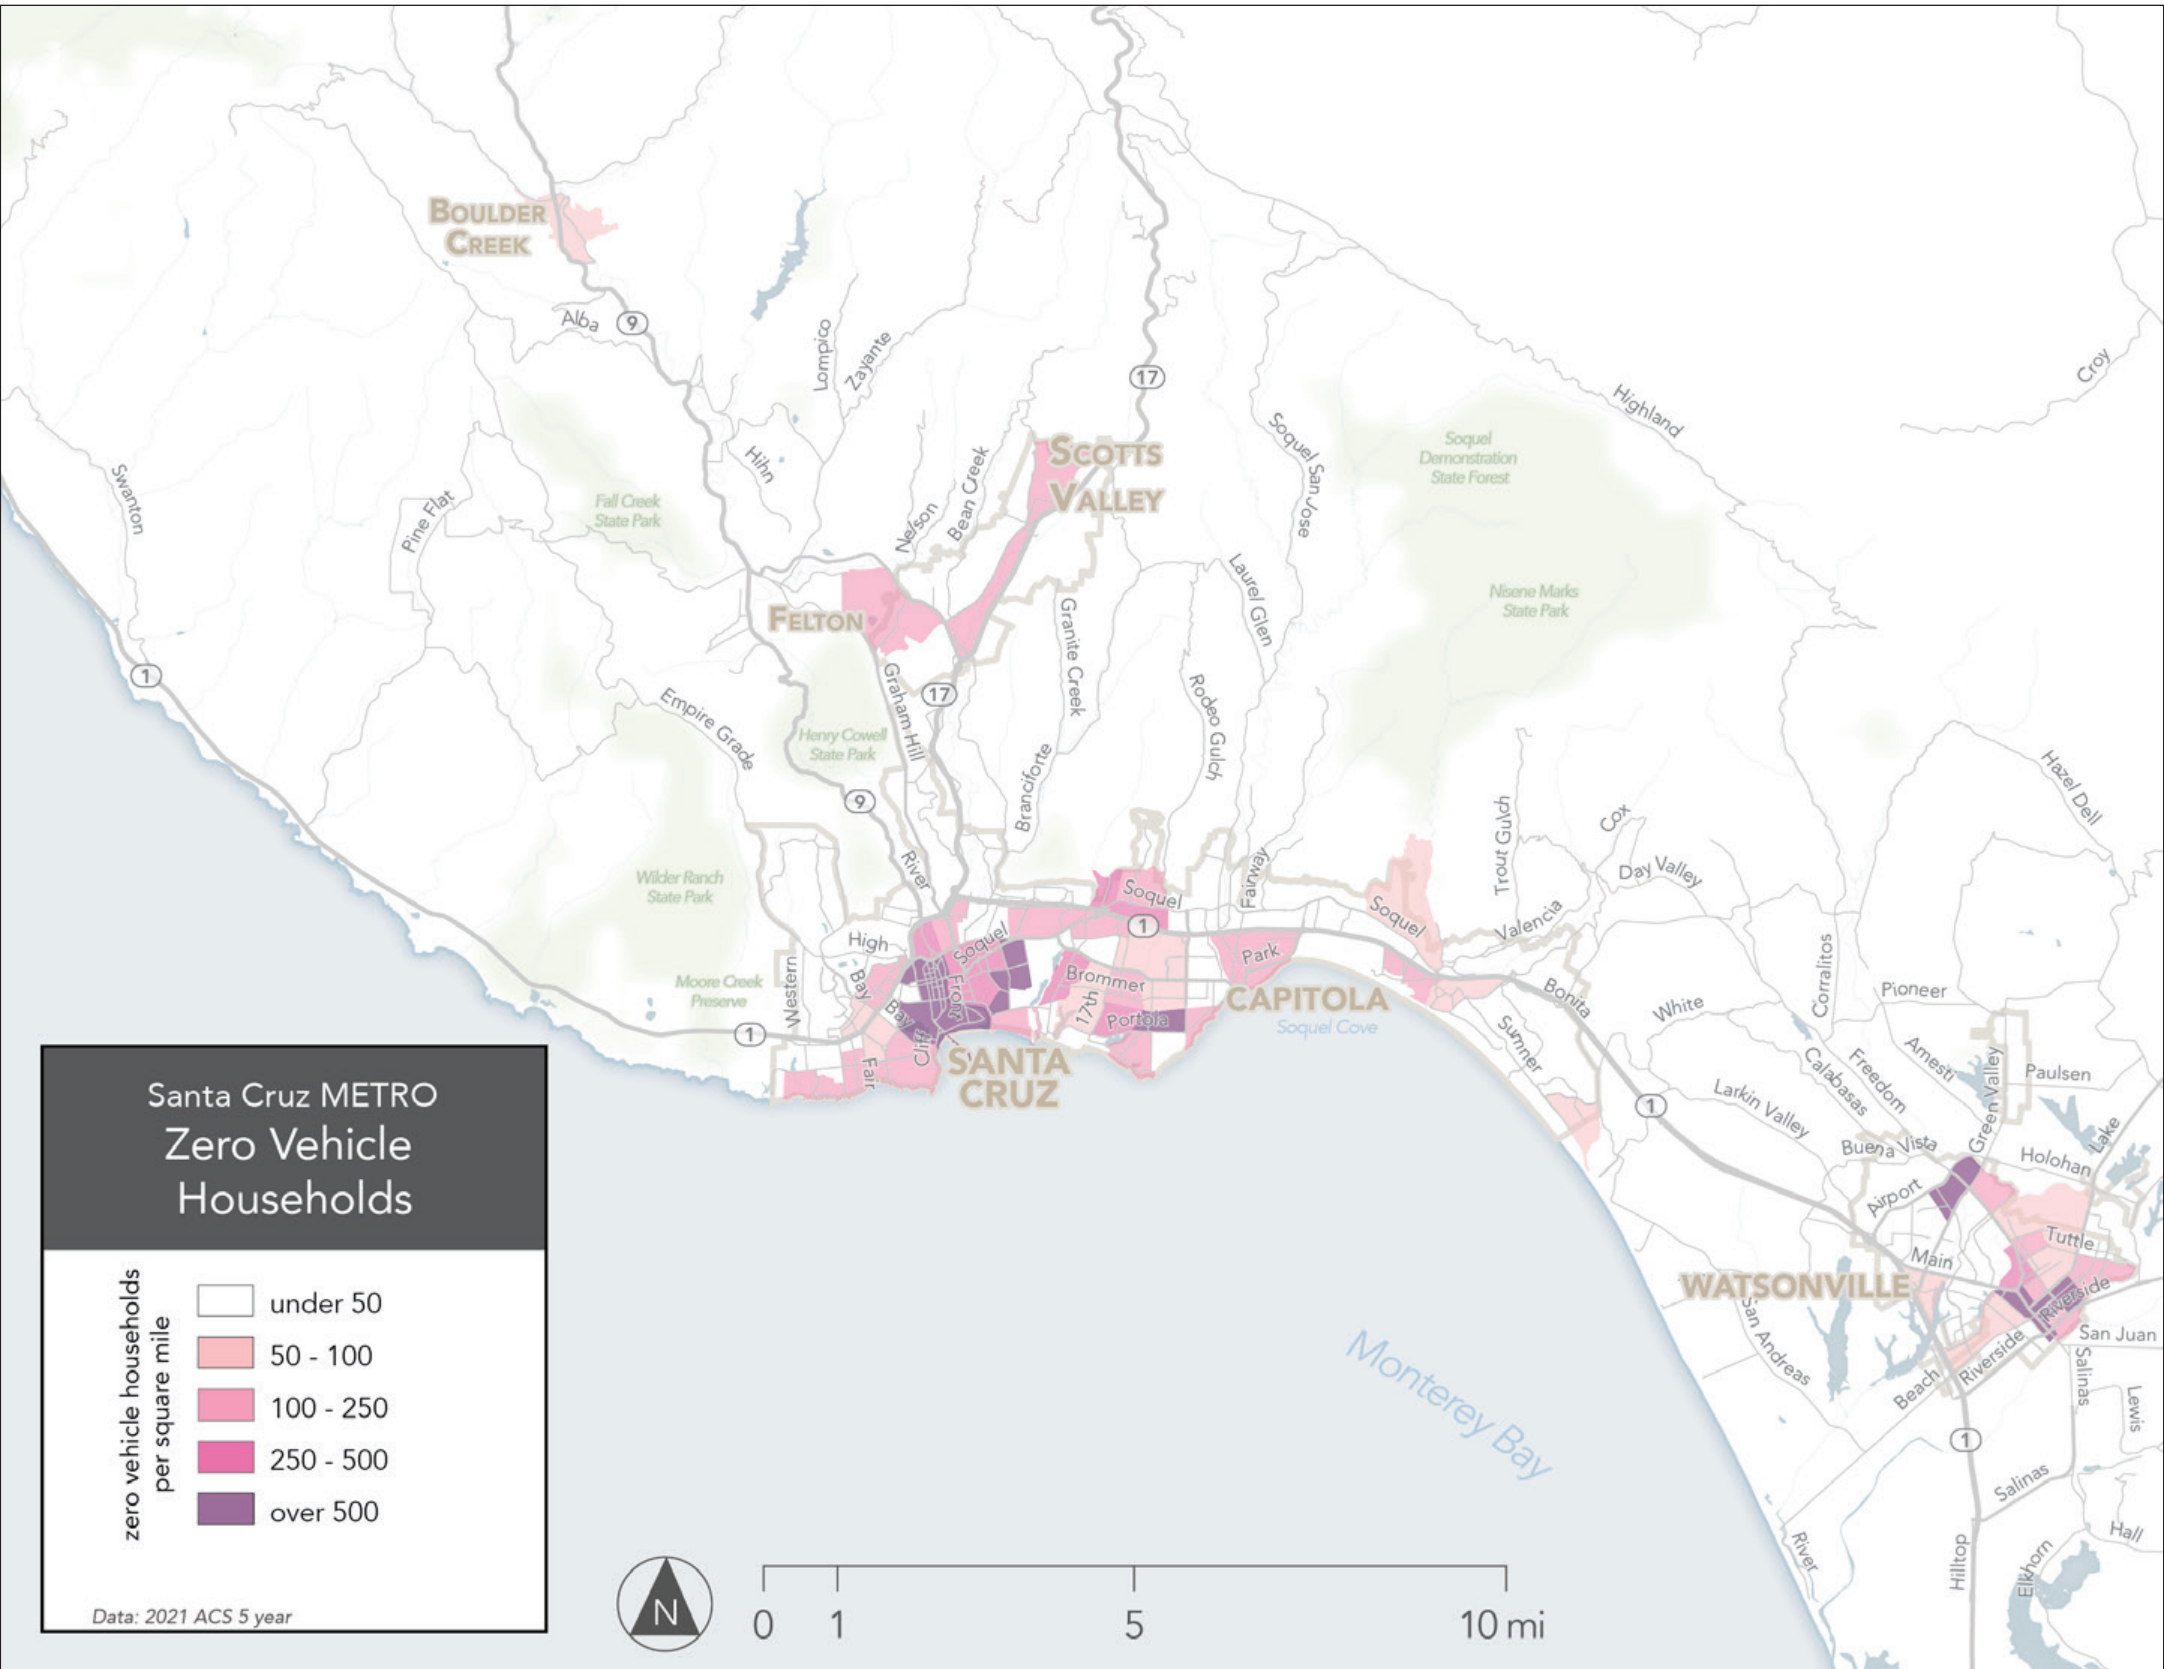 BOULDER
CREEK
Alba
9
Lompico
Zayante
17
Highland
Croy
Swanton
Pine Flat
Hihn
Fall Creek
State Park
Nelson
Bean Creek
SCOTTS
VALLEY
Soquel San Jose
Soquel
Demonstration
State Forest
FELTON
Laurel Glen
Granite Creek
Nisene Marks
State Park
1
Empire Grade
Graham Hill
17
Henry Cowell
State Park
Rodeo Gulch
Branciforte
9
River
Wilder Ranch
State Park
Fairway
Trout Gulch
Cox
Day Valley
Hazel Dell
Soquel
1
Soquel
Valencia
High
Soquel
Park
Western
Bay
Front
Brommer
17th
Portola
CAPITOLA
Soquel Cove
Moore Creek
Preserve
1
Bay
Cliff
Fair
SANTA
CRUZ
Bonita
White
Corralitos
Pioneer
Sumner
Calabasas
Freedom
Amesti
Green Valley
Paulsen
Larkin Valley
1
Buena Vista
Holohan
Lake
Airport
Main
Tuttle
WATSONVILLE
Riverside
San Juan
San Andreas
Riverside
Beach
Salinas
Lewis
1
Salinas
Hall
River
Hilltop
Elkhorn
Monterey Bay
Santa Cruz METRO
Zero Vehicle
Households
zero vehicle households
per square mile
under 50
50 - 100
100 - 250
250 - 500
over 500
Data: 2021 ACS 5 year
N
0 1 5 10 mi